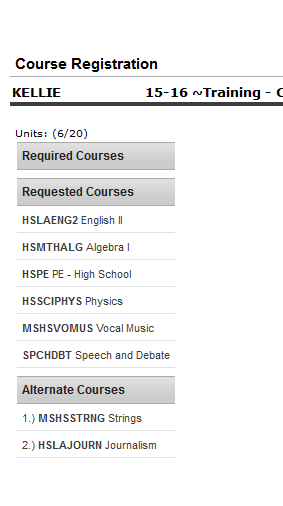 Course Registration
KELLIE 15-16 ~Training - C
Units: (6/20)
Required Courses
Requested Courses
HSLAENG2 English II
HSMTHALG Algebra I
HSPE PE - High School
HSSCIPHYS Physics
MSHSVOMUS Vocal Music
SPCHDBT Speech and Debate
Alternate Courses
1.) MSHSSTRNG Strings
2.) HSLAJOURN Journalism